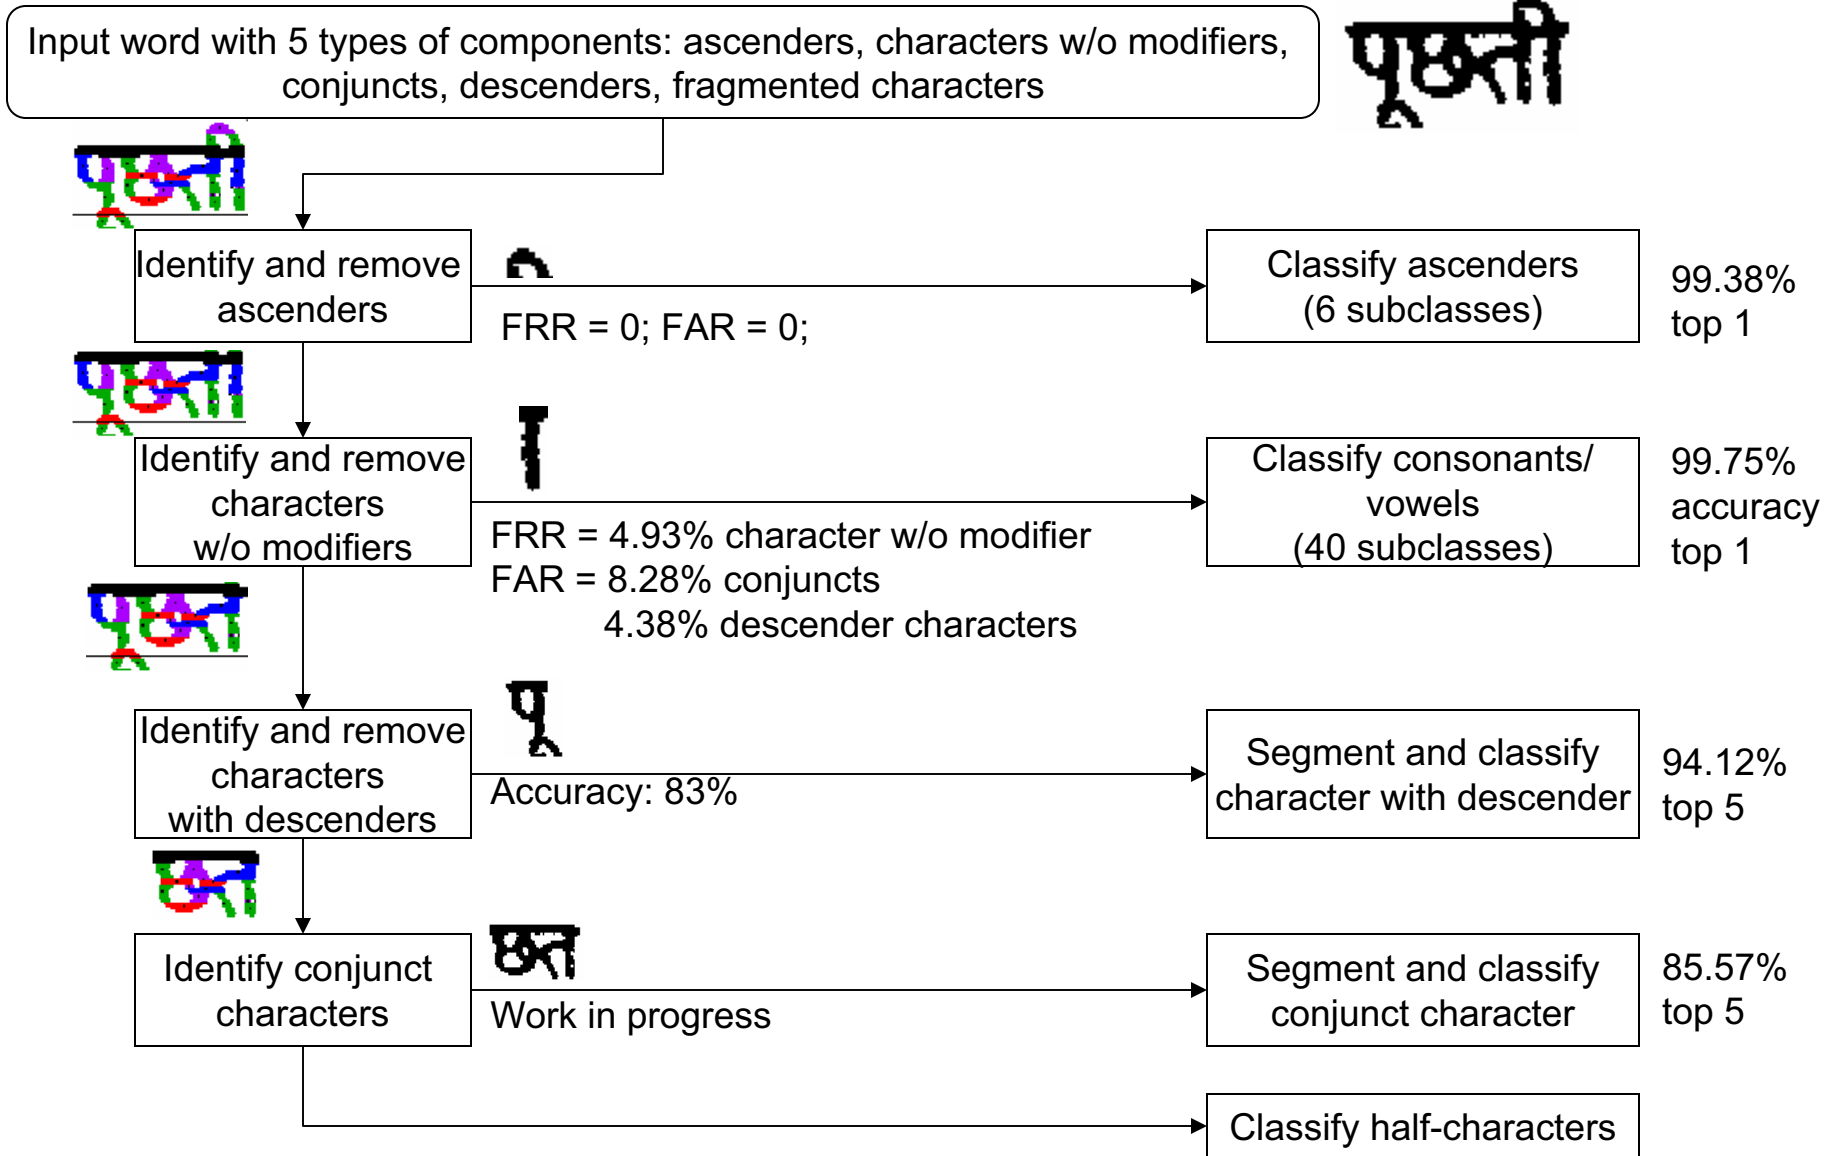 Input word with 5 types of components: ascenders, characters w/o modifiers,
conjuncts, descenders, fragmented characters
पूछती
Identify and remove
ascenders
FRR = 0; FAR = 0;
Classify ascenders
(6 subclasses)
99.38%
top 1
Identify and remove
characters
w/o modifiers
FRR = 4.93% character w/o modifier
FAR = 8.28% conjuncts
4.38% descender characters
Classify consonants/
vowels
(40 subclasses)
99.75%
accuracy
top 1
Identify and remove
characters
with descenders
पू
Accuracy: 83%
Segment and classify
character with descender
94.12%
top 5
Identify conjunct
characters
छत
Work in progress
Segment and classify
conjunct character
85.57%
top 5
Classify half-characters